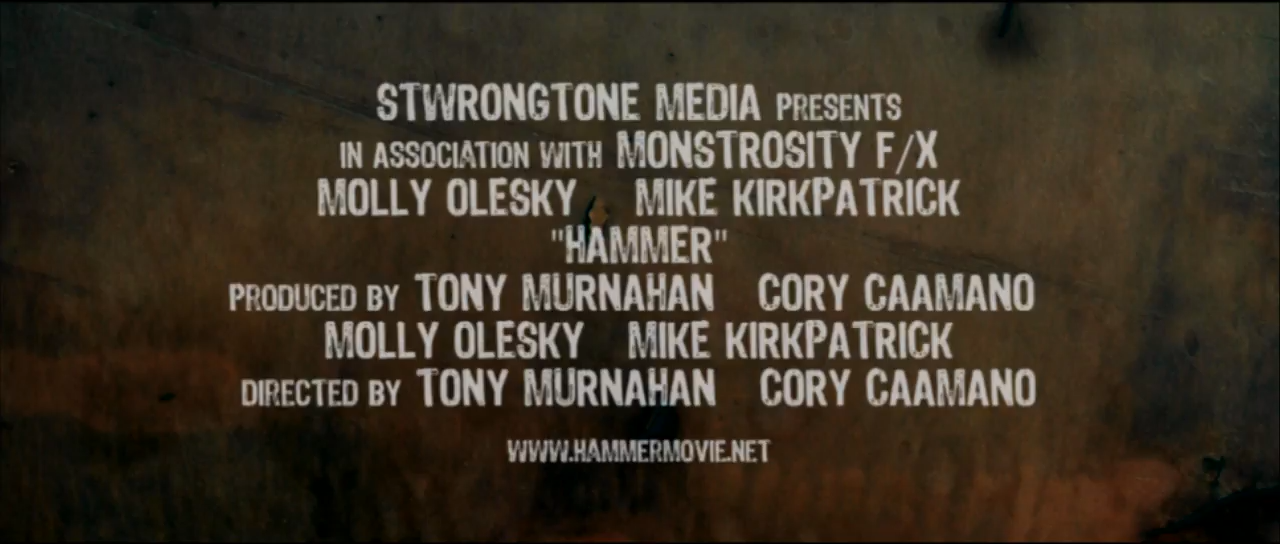 STWRONGTONE MEDIA PRESENTS
IN ASSOCIATION WITH MONSTROSITY F/X
MOLLY OLESKY MIKE KIRKPATRICK
"HAMMER"
PRODUCED BY TONY MURNAHAN CORY CAAMANO
MOLLY OLESKY MIKE KIRKPATRICK
DIRECTED BY TONY MURNAHAN CORY CAAMANO
WWW.HAMMERMOVIE.NET